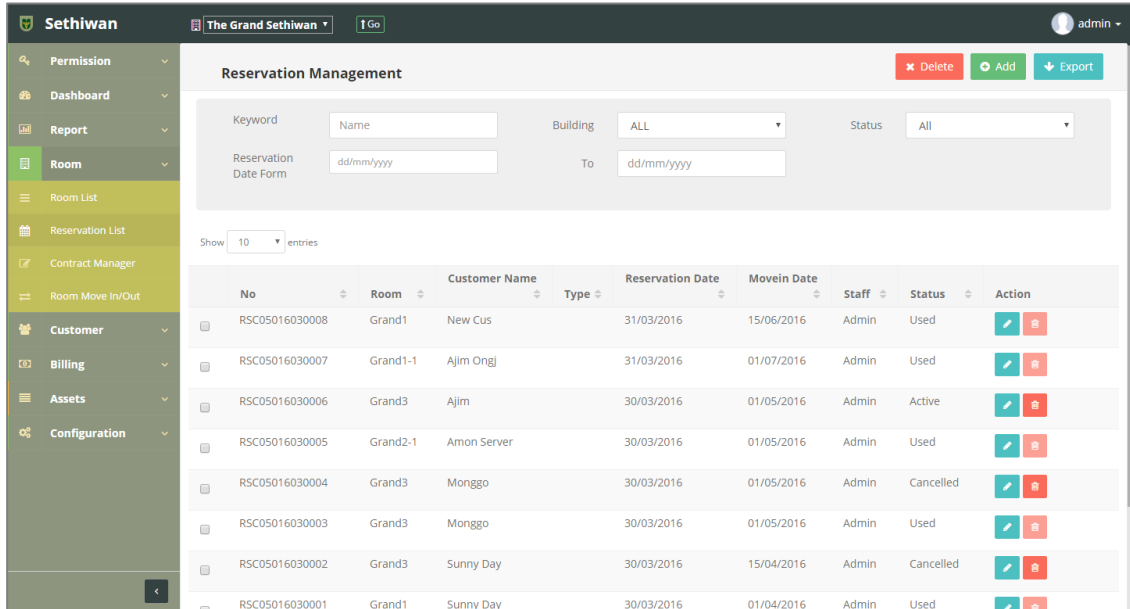 Sethiwan
The Grand Sethiwan
Go
admin
Permission
Dashboard
Report
Room
Room List
Reservation List
Contract Manager
Room Move In/Out
Customer
Billing
Assets
Configuration
Reservation Management
Delete
Add
Export
Keyword
Name
Building
ALL
Status
All
Reservation
Date Form
dd/mm/yyyy
To
dd/mm/yyyy
Show 10 entries
No Room Customer Name Type Reservation Date Movein Date Staff Status Action
RSC05016030008 Grand1 New Cus 31/03/2016 15/06/2016 Admin Used
RSC05016030007 Grand1-1 Ajim Ongj 31/03/2016 01/07/2016 Admin Used
RSC05016030006 Grand3 Ajim 30/03/2016 01/05/2016 Admin Active
RSC05016030005 Grand2-1 Amon Server 30/03/2016 01/05/2016 Admin Used
RSC05016030004 Grand3 Monggo 30/03/2016 01/05/2016 Admin Cancelled
RSC05016030003 Grand3 Monggo 30/03/2016 01/05/2016 Admin Used
RSC05016030002 Grand3 Sunny Day 30/03/2016 15/04/2016 Admin Cancelled
RSC05016030001 Grand1 Sunny Day 30/03/2016 01/04/2016 Admin Used